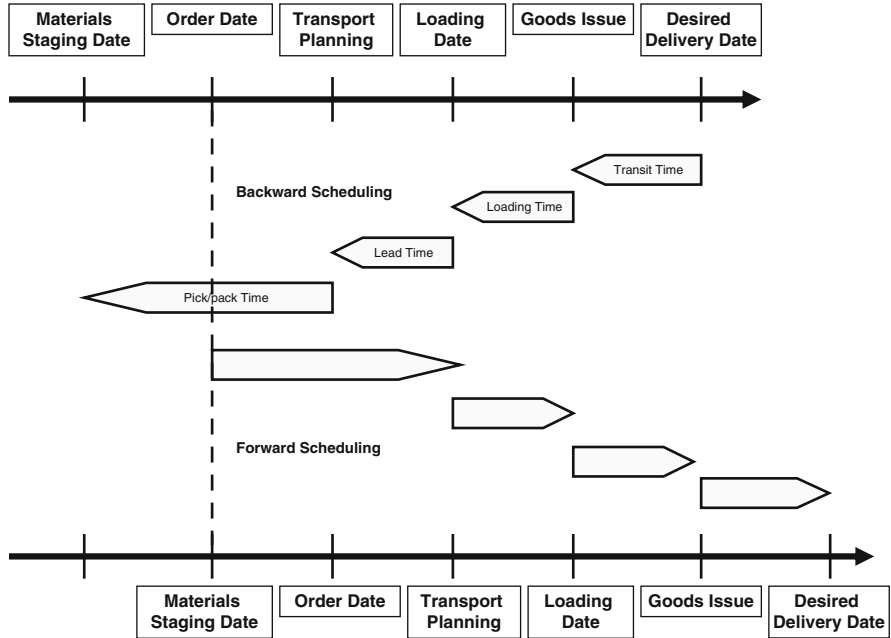 Materials
Staging Date
Order Date
Transport
Planning
Loading
Date
Goods Issue
Desired
Delivery Date
Transit Time
Backward Scheduling
Loading Time
Lead Time
Pick/pack Time
Forward Scheduling
Materials
Staging Date
Order Date
Transport
Planning
Loading
Date
Goods Issue
Desired
Delivery Date